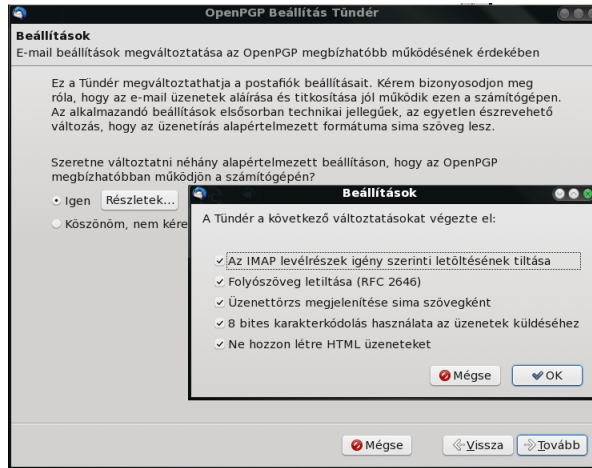 OpenPGP Beállítás Tündér
Beállítások
E-mail beállítások megváltoztatása az OpenPGP megbízhatóbb működésének érdekében
Ez a Tündér megváltoztathatja a postafiók beállításait. Kérem bizonyosodjon meg
róla, hogy az e-mail üzenetek aláírása és titkosítása jól működik ezen a számítógépen.
Az alkalmazandó beállítások elsősorban technikai jellegűek, az egyetlen észrevehető
változás, hogy az üzenetírás alapértelmezett formátuma sima szöveg lesz.
Szeretne változtatni néhány alapértelmezett beállításon, hogy az OpenPGP
megbízhatóbban működjön a számítógépén?
Igen Részletek...
Köszönöm, nem kére
Beállítások
A Tündér a következő változtatásokat végezte el:
Az IMAP levélrészek igény szerinti letöltésének tiltása
Folyószöveg letiltása (RFC 2646)
Üzenettörzs megjelenítése sima szövegként
8 bites karakterkódolás használata az üzenetek küldéséhez
Ne hozzon létre HTML üzeneteket
Mégse OK
Mégse Vissza Tovább